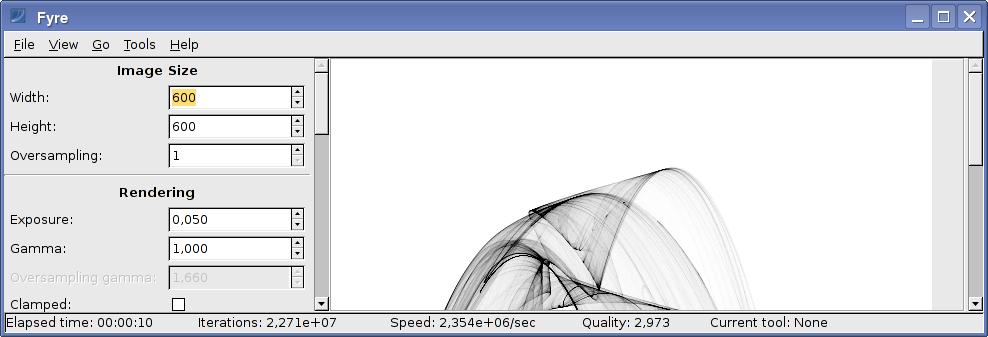 Fyre
File View Go Tools Help
Image Size
Width: 600
Height: 600
Oversampling: 1
Rendering
Exposure: 0,050
Gamma: 1,000
Oversampling gamma: 1,660
Clamped:
Elapsed time: 00:00:10 Iterations: 2,271e+07 Speed: 2,354e+06/sec Quality: 2,973 Current tool: None